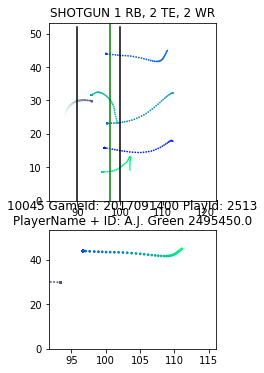 SHOTGUN 1 RB, 2 TE, 2 WR
50
40
30
20
10
0
90 100 110 120
10045 GameId: 2017091400 PlayId: 2513
PlayerName + ID: A.J. Green 2495450.0
40
20
0
95 100 105 110 115